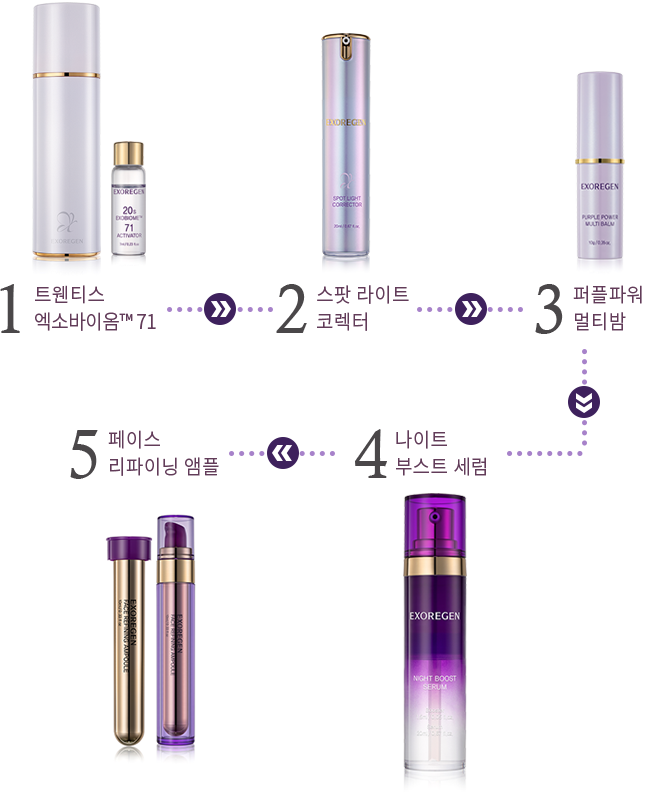 EXOREGEN
20s
EXOBIOME™
71
ACTIVATOR
EXOREGEN
EXOREGEN
SPOT LIGHT
CORRECTOR
EXOREGEN
PURPLE POWER
MULTI BALM
1 트웬티스
엑소바이옴™ 71
2 스팟 라이트
코렉터
3 퍼플파워
멀티밤
5 페이스
리파이닝 앰플
4 나이트
부스트 세럼
EXOREGEN
FACE REFINING AMPOULE
EXOREGEN
FACE REFINING AMPOULE
EXOREGEN
NIGHT BOOST
SERUM